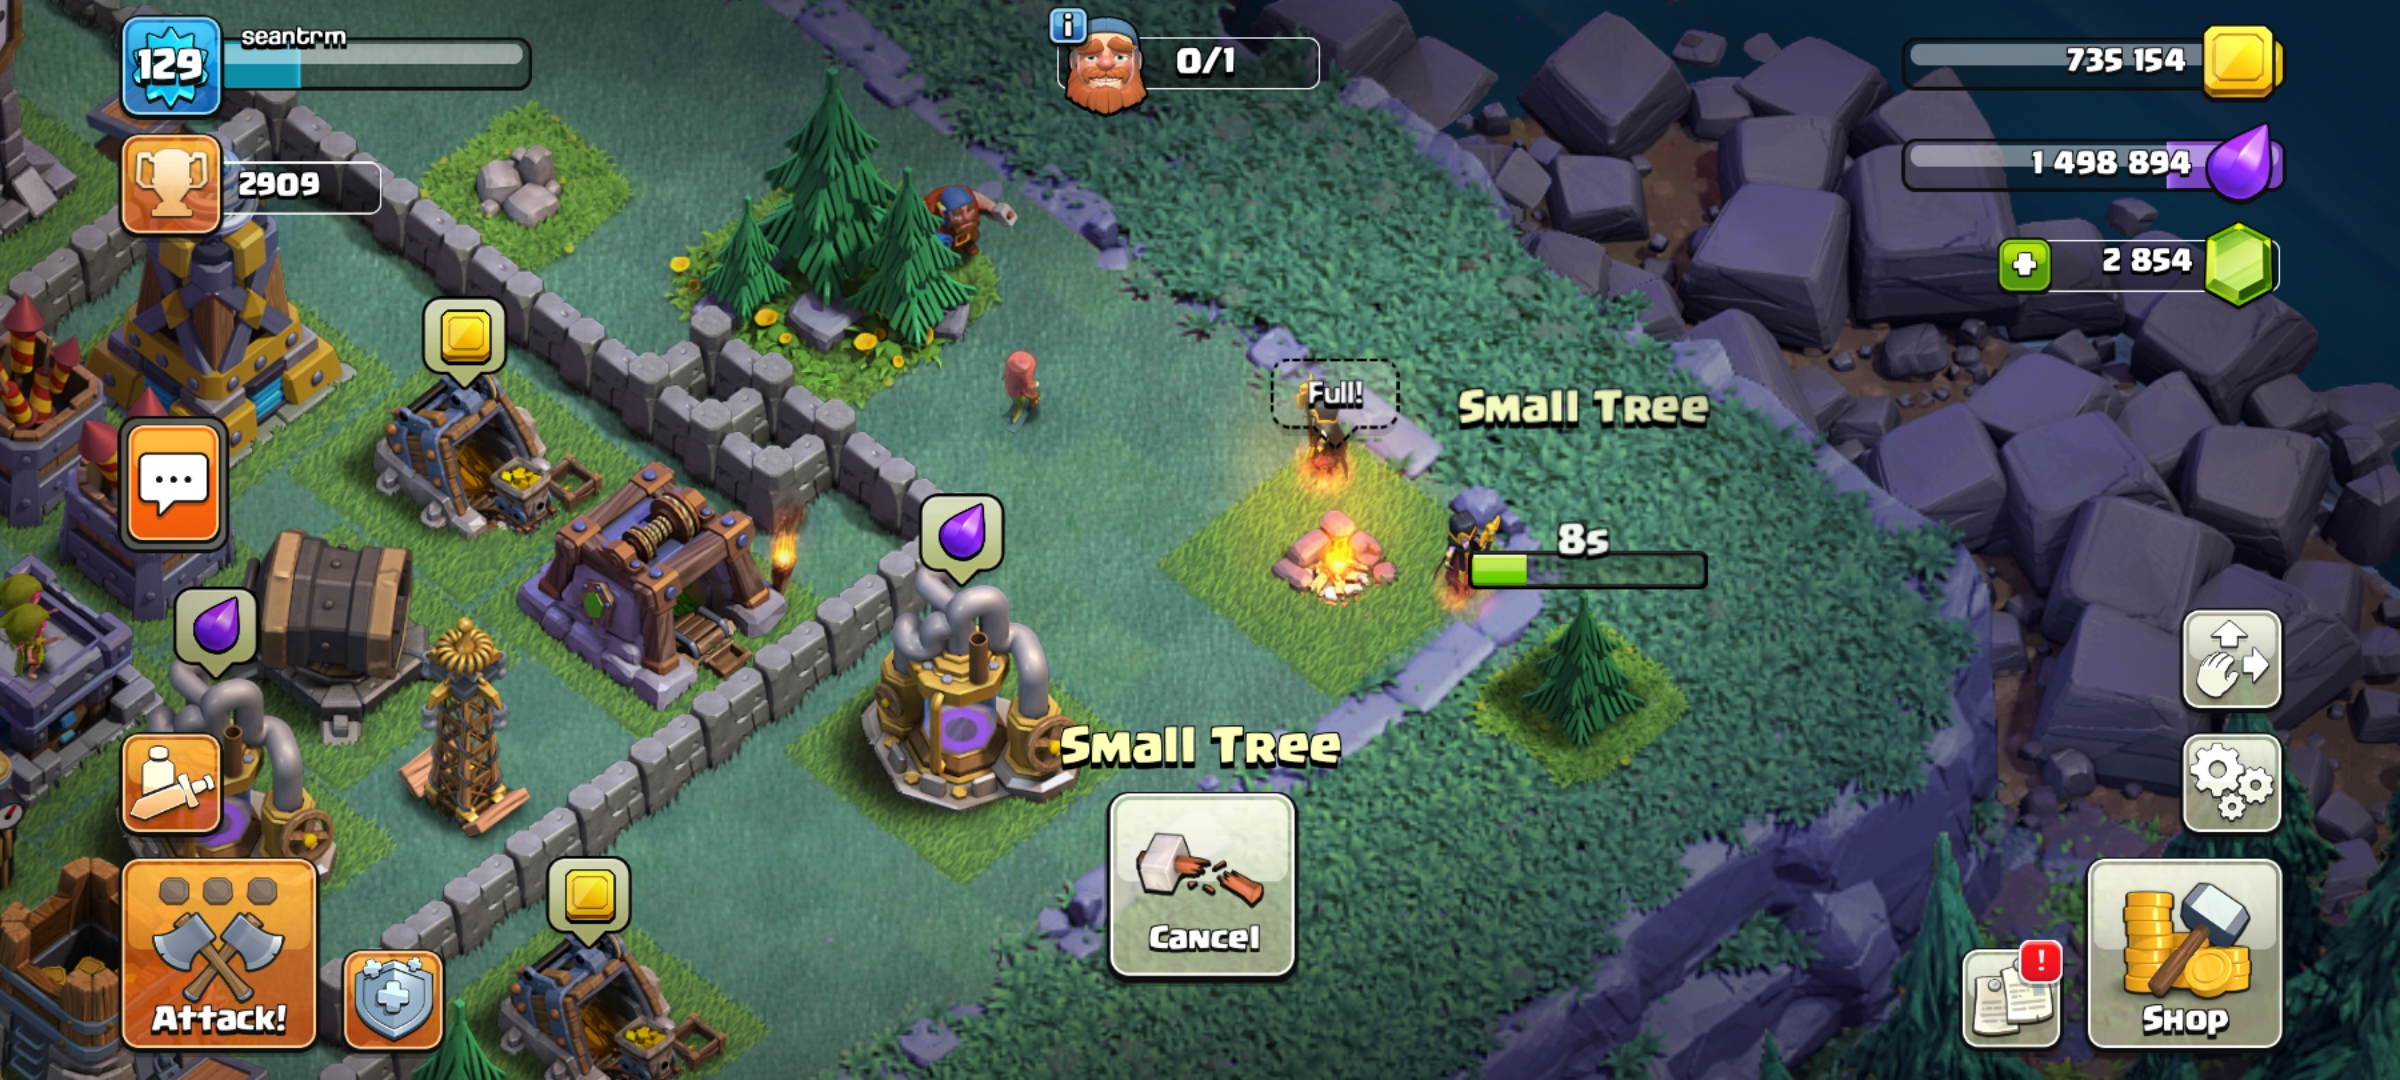 seantrm
129
2909
0/1
735 154
1 498 894
2 854
Full!
Small Tree
8s
Small Tree
Cancel
Attack!
!
Shop